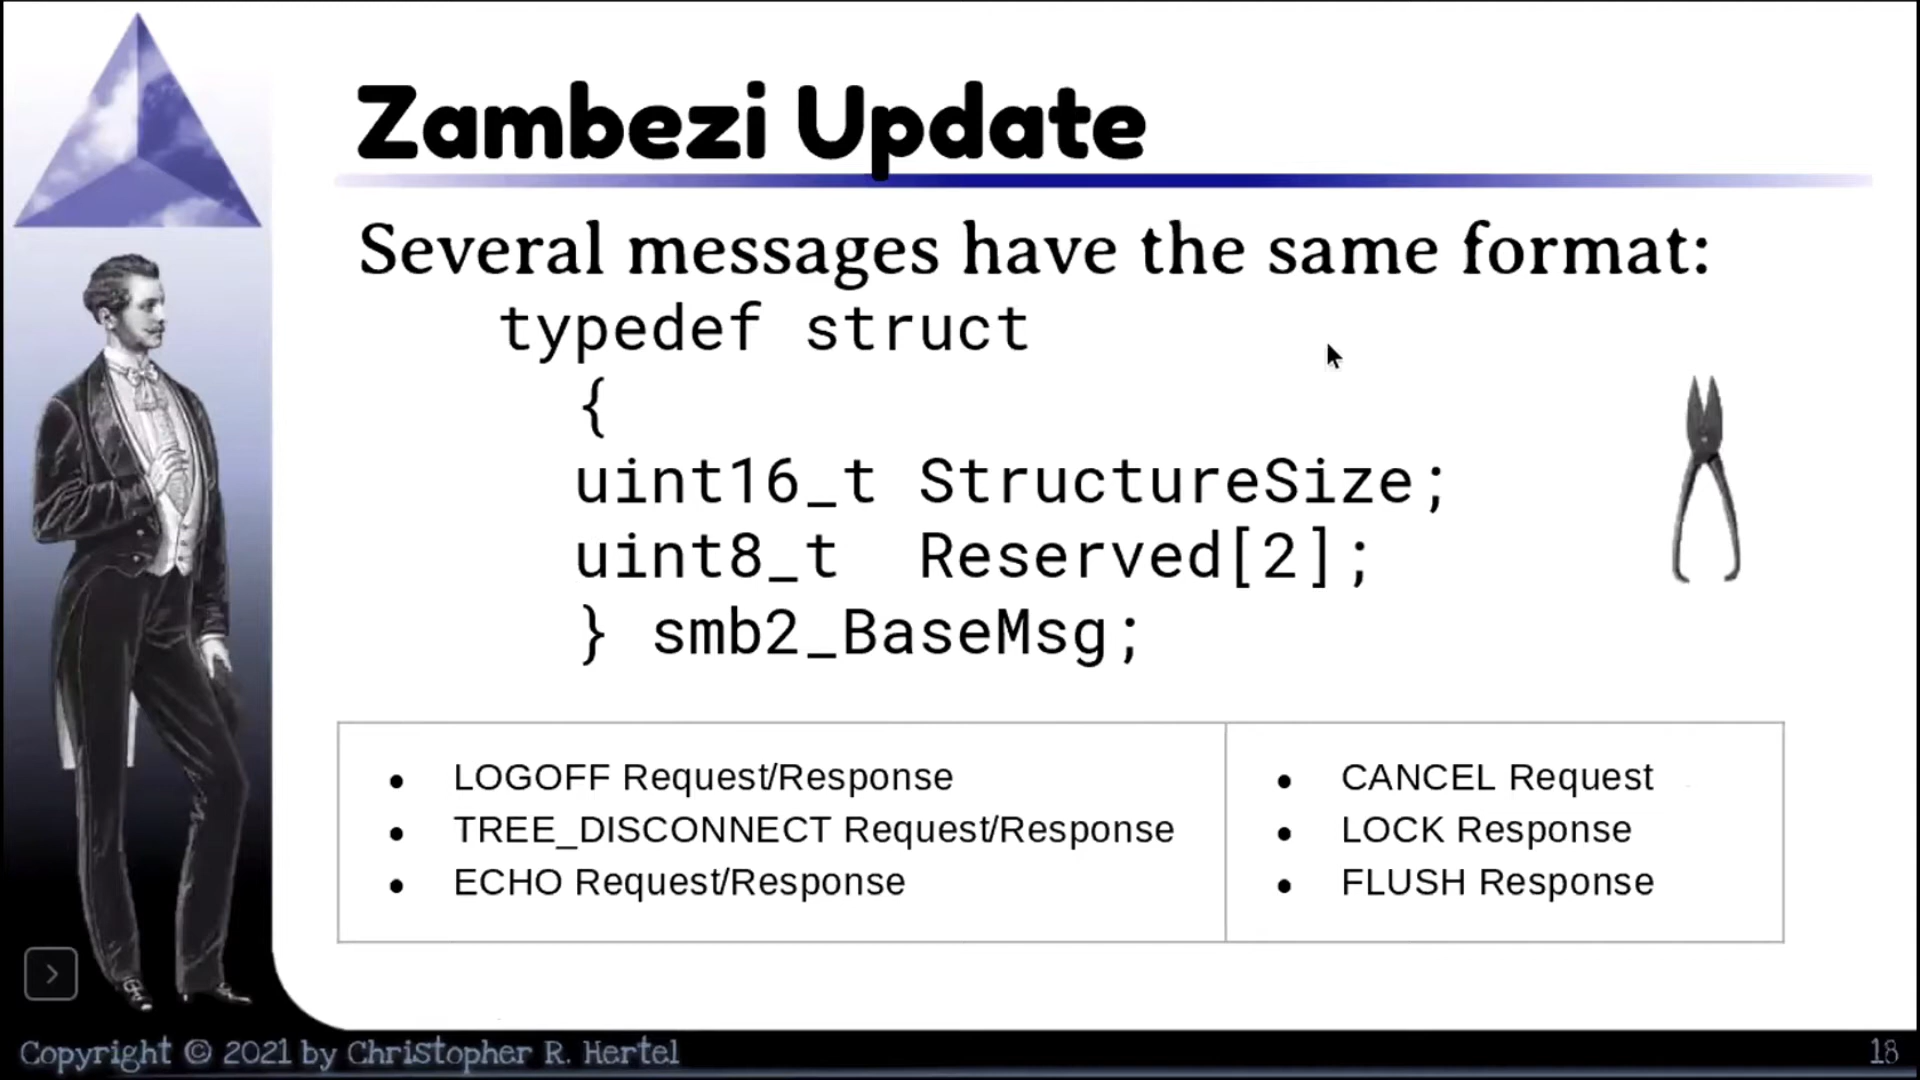 Zambezi Update
Several messages have the same format:
typedef struct
{
uint16_t StructureSize;
uint8_t  Reserved[2];
} smb2_BaseMsg;
• LOGOFF Request/Response
• TREE_DISCONNECT Request/Response
• ECHO Request/Response
• CANCEL Request
• LOCK Response
• FLUSH Response
Copyright © 2021 by Christopher R. Hertel
18